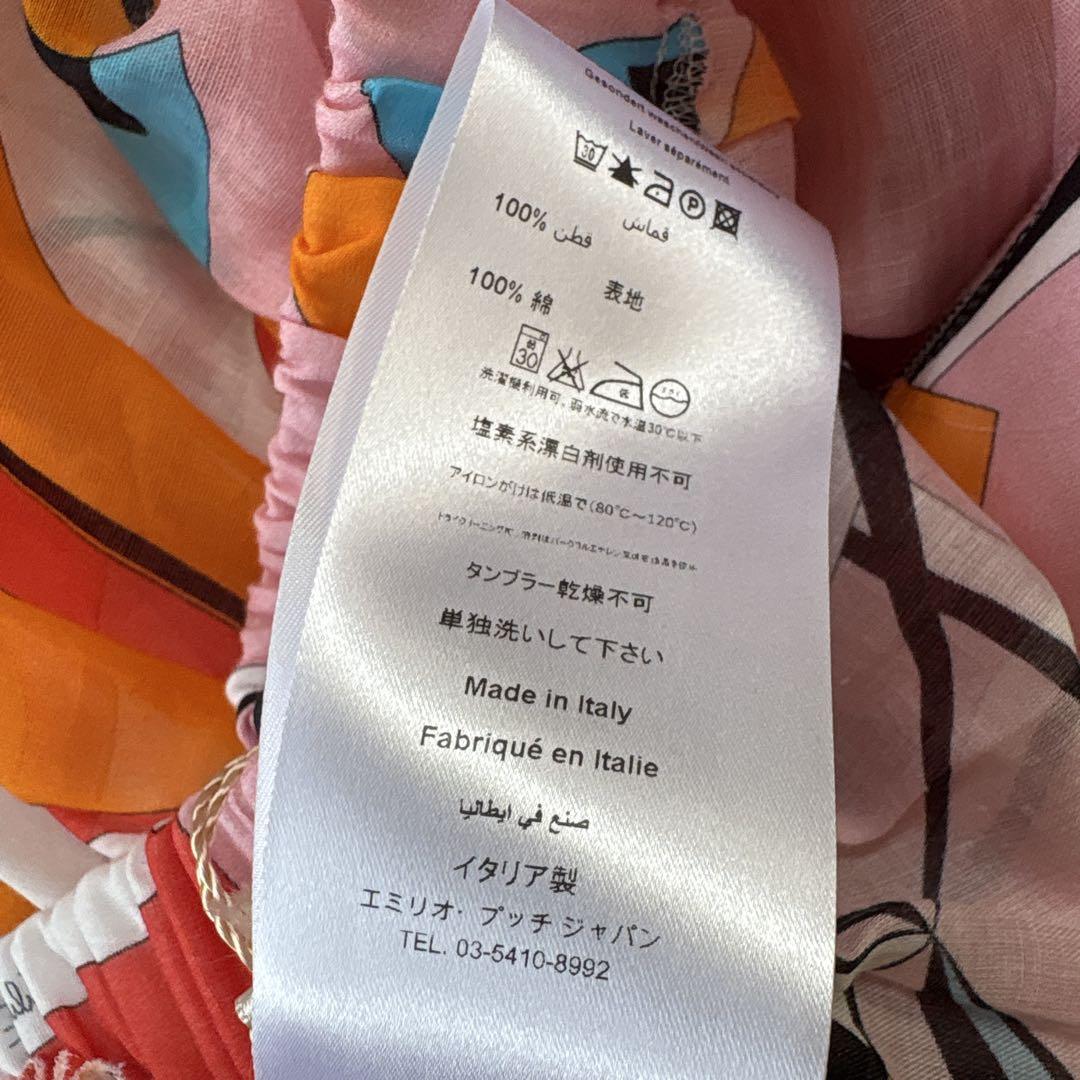 Gesondert waschen
Laver séparément
30 P
قماش
100% قطن
表地
100% 綿
弱 30 低
洗濯機利用可、弱水流で水温30℃以下
塩素系漂白剤使用不可
アイロンがけは低温で(80℃～120℃)
タンブラー乾燥不可
単独洗いして下さい
Made in Italy
Fabriqué en Italie
صنع في ايطاليا
イタリア製
エミリオ・プッチ ジャパン
TEL. 03-5410-8992